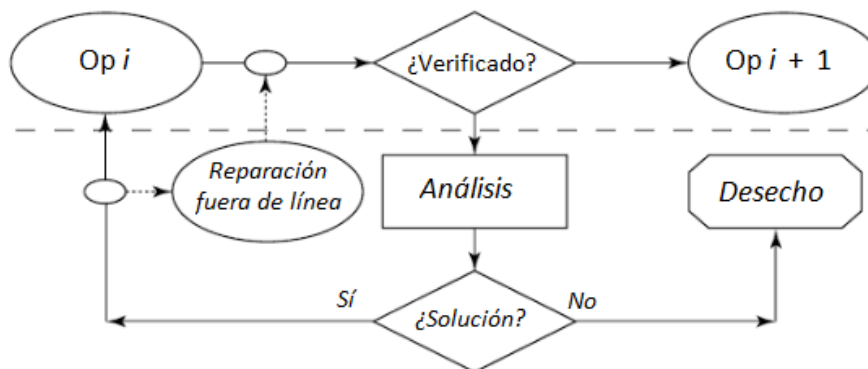 Op i
¿Verificado?
Op i + 1
Reparación
fuera de línea
Análisis
Desecho
Sí
¿Solución?
No